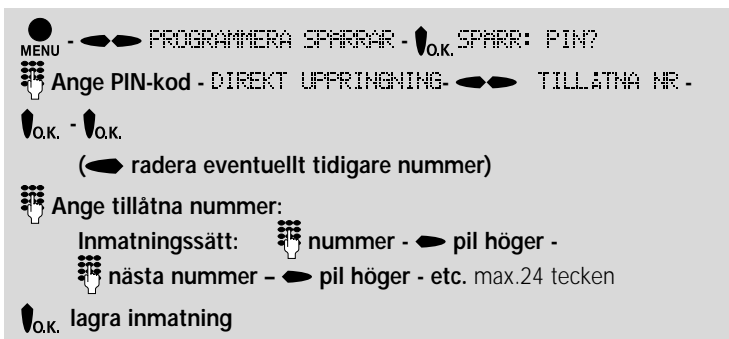 MENU - PROGRAMMERA SPÄRRAR - O.K. SPÄRR: PIN?
Ange PIN-kod - DIREKT UPPRINGNING- TILLÅTNA NR -
O.K. - O.K.
( radera eventuellt tidigare nummer)
Ange tillåtna nummer:
Inmatningssätt: nummer - pil höger -
nästa nummer – pil höger - etc. max.24 tecken
O.K. lagra inmatning